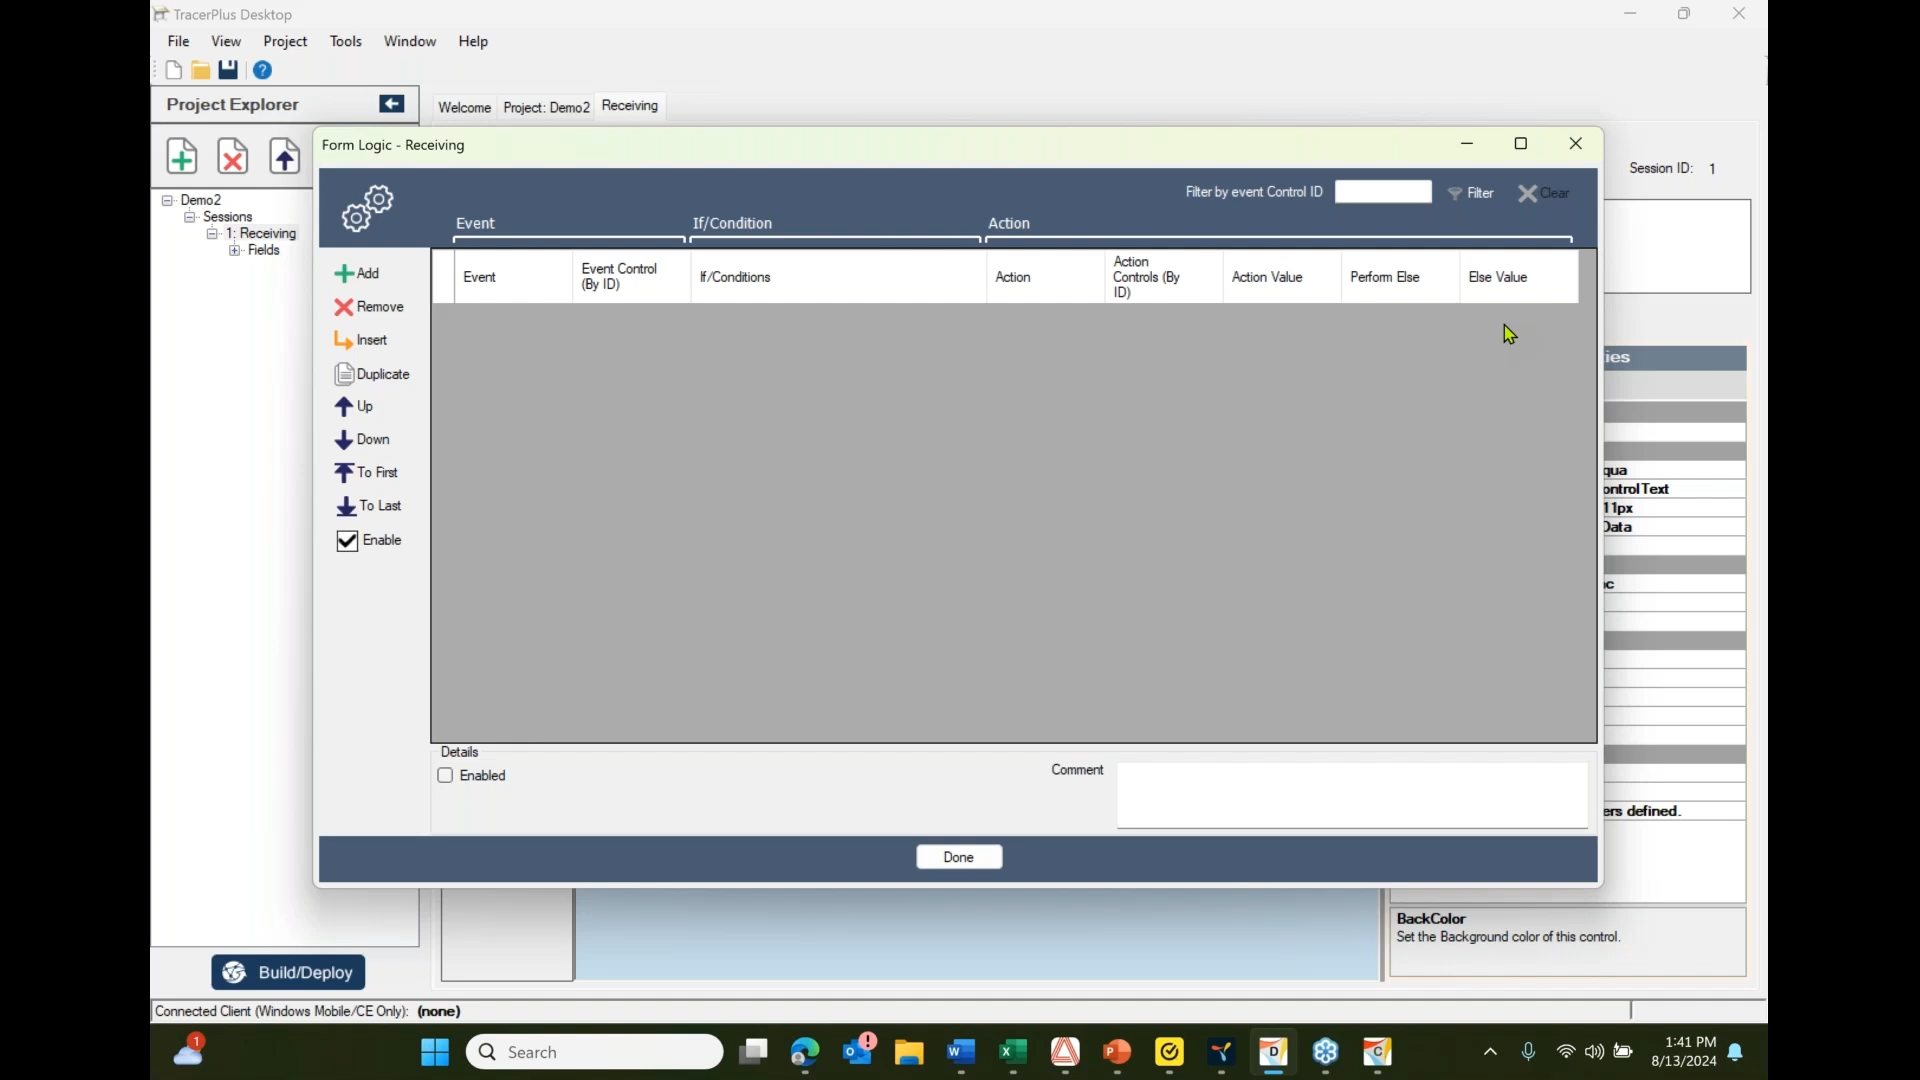 TracerPlus Desktop
File View Project Tools Window Help
Project Explorer
Welcome Project: Demo2 Receiving
Form Logic - Receiving
Session ID: 1
Filter by event Control ID Filter Clear
Event If/Condition Action
Event
Event Control (By ID)
If/Conditions
Action
Action Controls (By ID)
Action Value
Perform Else
Else Value
Demo2
Sessions
1: Receiving
Fields
Add
Remove
Insert
Duplicate
Up
Down
To First
To Last
Enable
Details
Enabled
Comment
Done
ies
qua
ontrolText
11px
Data
ers defined.
BackColor
Set the Background color of this control.
Build/Deploy
Connected Client (Windows Mobile/CE Only): (none)
1
Search
1:41 PM
8/13/2024